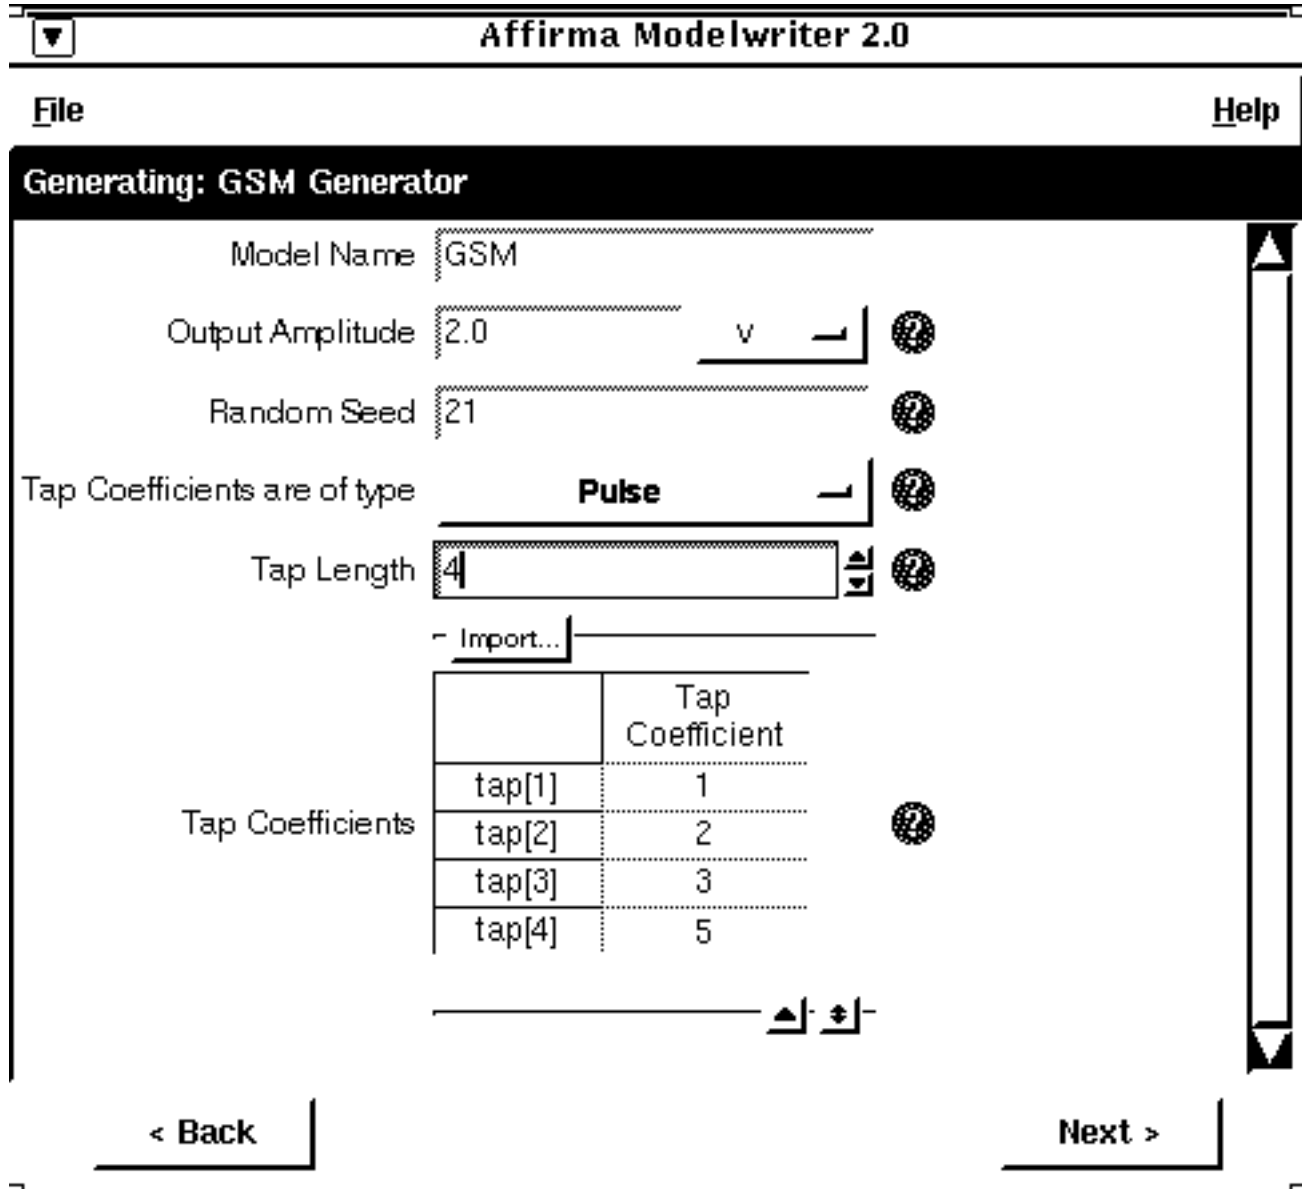 Affirma Modelwriter 2.0
File Help
Generating: GSM Generator
Model Name GSM
Output Amplitude 2.0 v
Random Seed 21
Tap Coefficients are of type Pulse
Tap Length 4
Import...
Tap
Coefficient
tap[1] 1
Tap Coefficients
tap[2] 2
tap[3] 3
tap[4] 5
< Back Next >